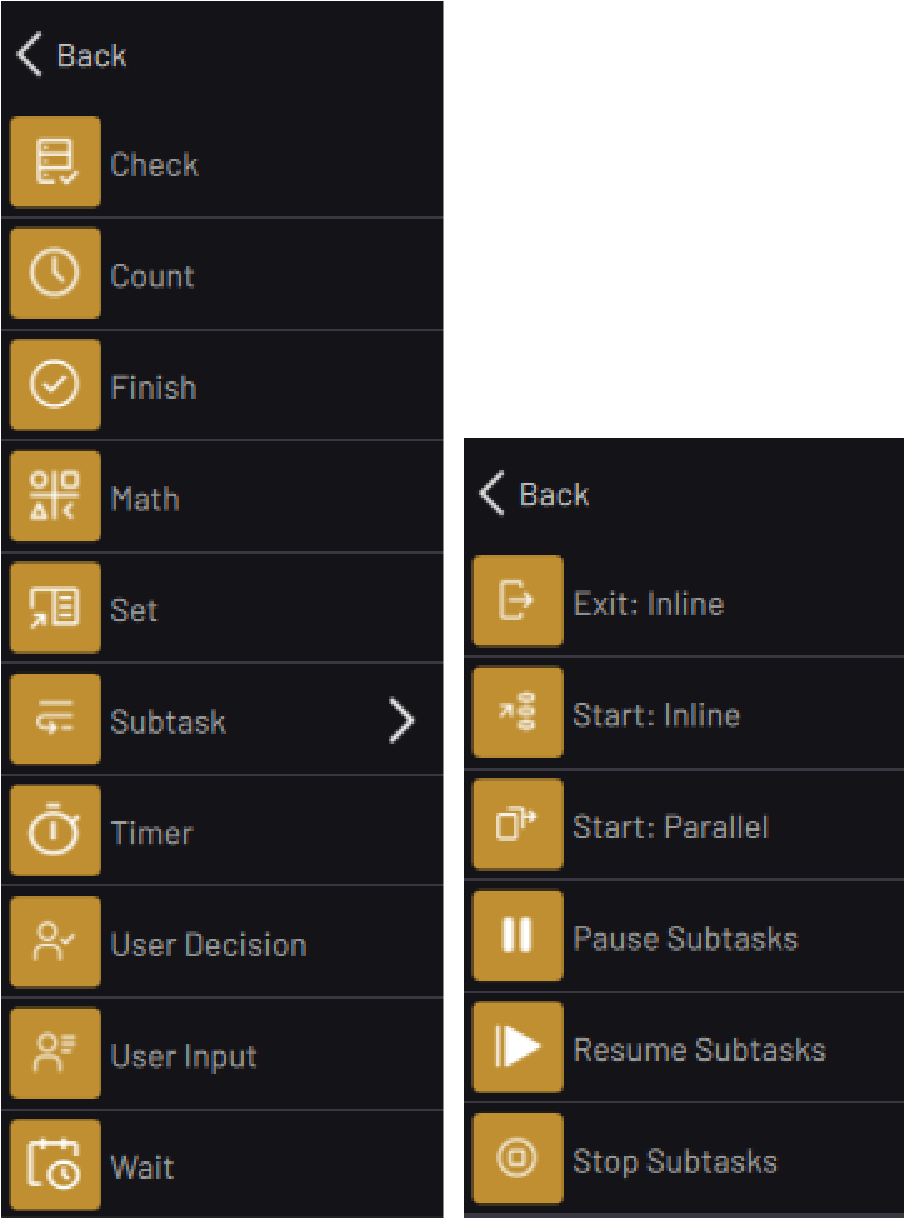 Back
Check
Count
Finish
Math
Set
Subtask
Timer
User Decision
User Input
Wait
Back
Exit: Inline
Start: Inline
Start: Parallel
Pause Subtasks
Resume Subtasks
Stop Subtasks